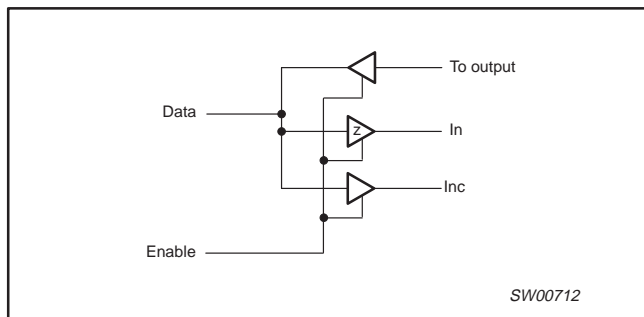 To output
Data
z
In
Inc
Enable
SW00712